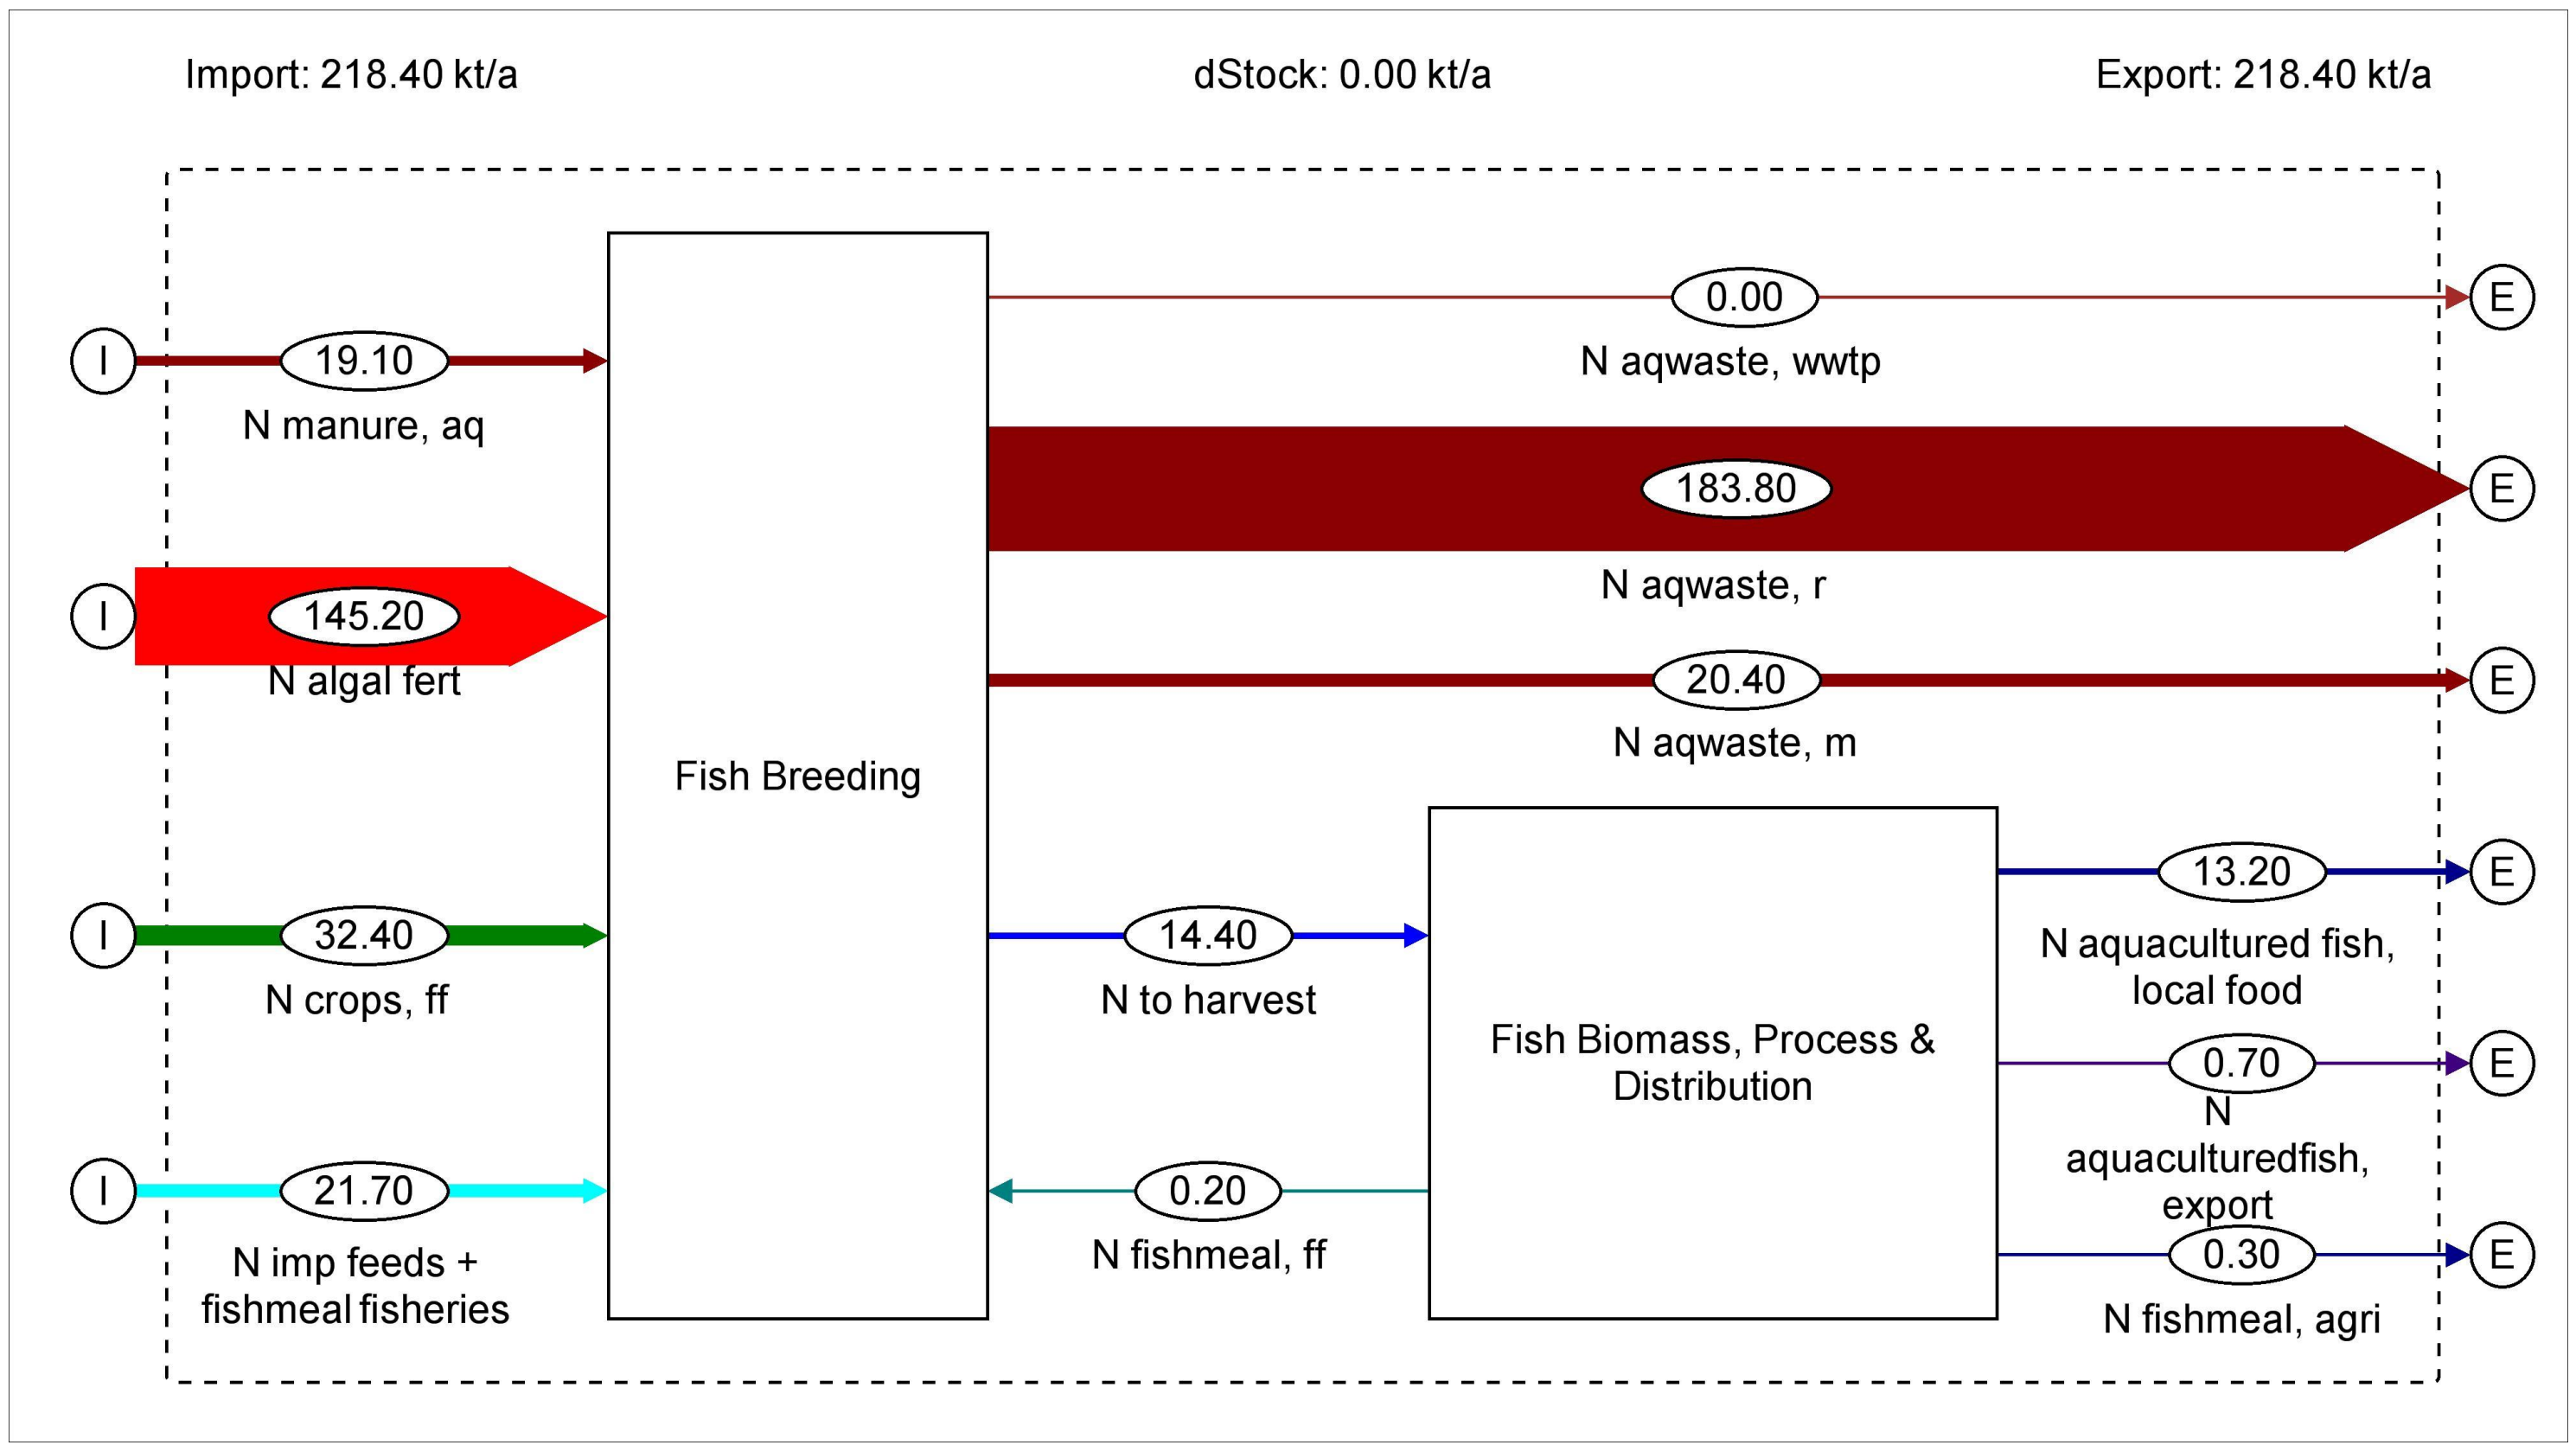 Import: 218.40 kt/a
dStock: 0.00 kt/a
Export: 218.40 kt/a
I
19.10
N manure, aq
I
145.20
N algal fert
I
32.40
N crops, ff
I
21.70
N imp feeds +
fishmeal fisheries
Fish Breeding
0.00
E
N aqwaste, wwtp
183.80
E
N aqwaste, r
20.40
E
N aqwaste, m
14.40
N to harvest
0.20
N fishmeal, ff
Fish Biomass, Process &
Distribution
13.20
E
N aquacultured fish,
local food
0.70
E
N
aquaculturedfish,
export
0.30
E
N fishmeal, agri